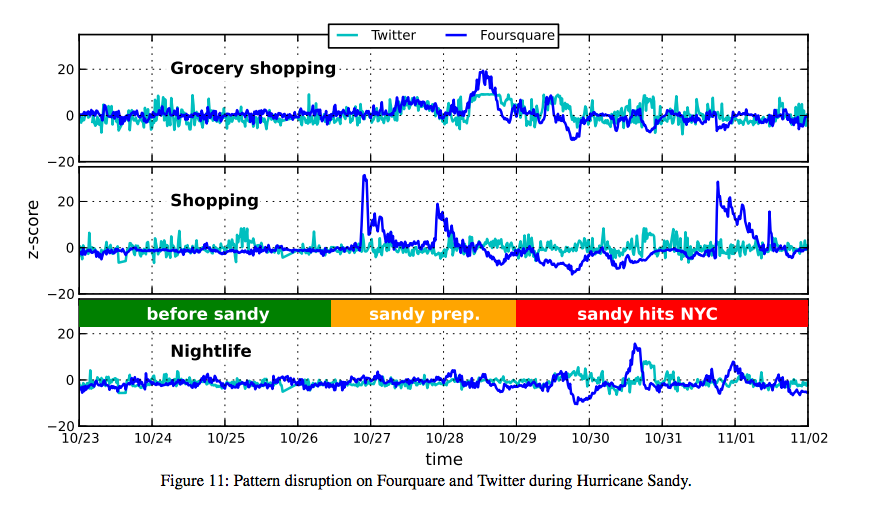 Twitter Foursquare
Grocery shopping
20
0
−20
Shopping
20
0
−20
z-score
before sandy sandy prep. sandy hits NYC
Nightlife
20
0
−20
10/23 10/24 10/25 10/26 10/27 10/28 10/29 10/30 10/31 11/01 11/02
time
Figure 11: Pattern disruption on Fourquare and Twitter during Hurricane Sandy.